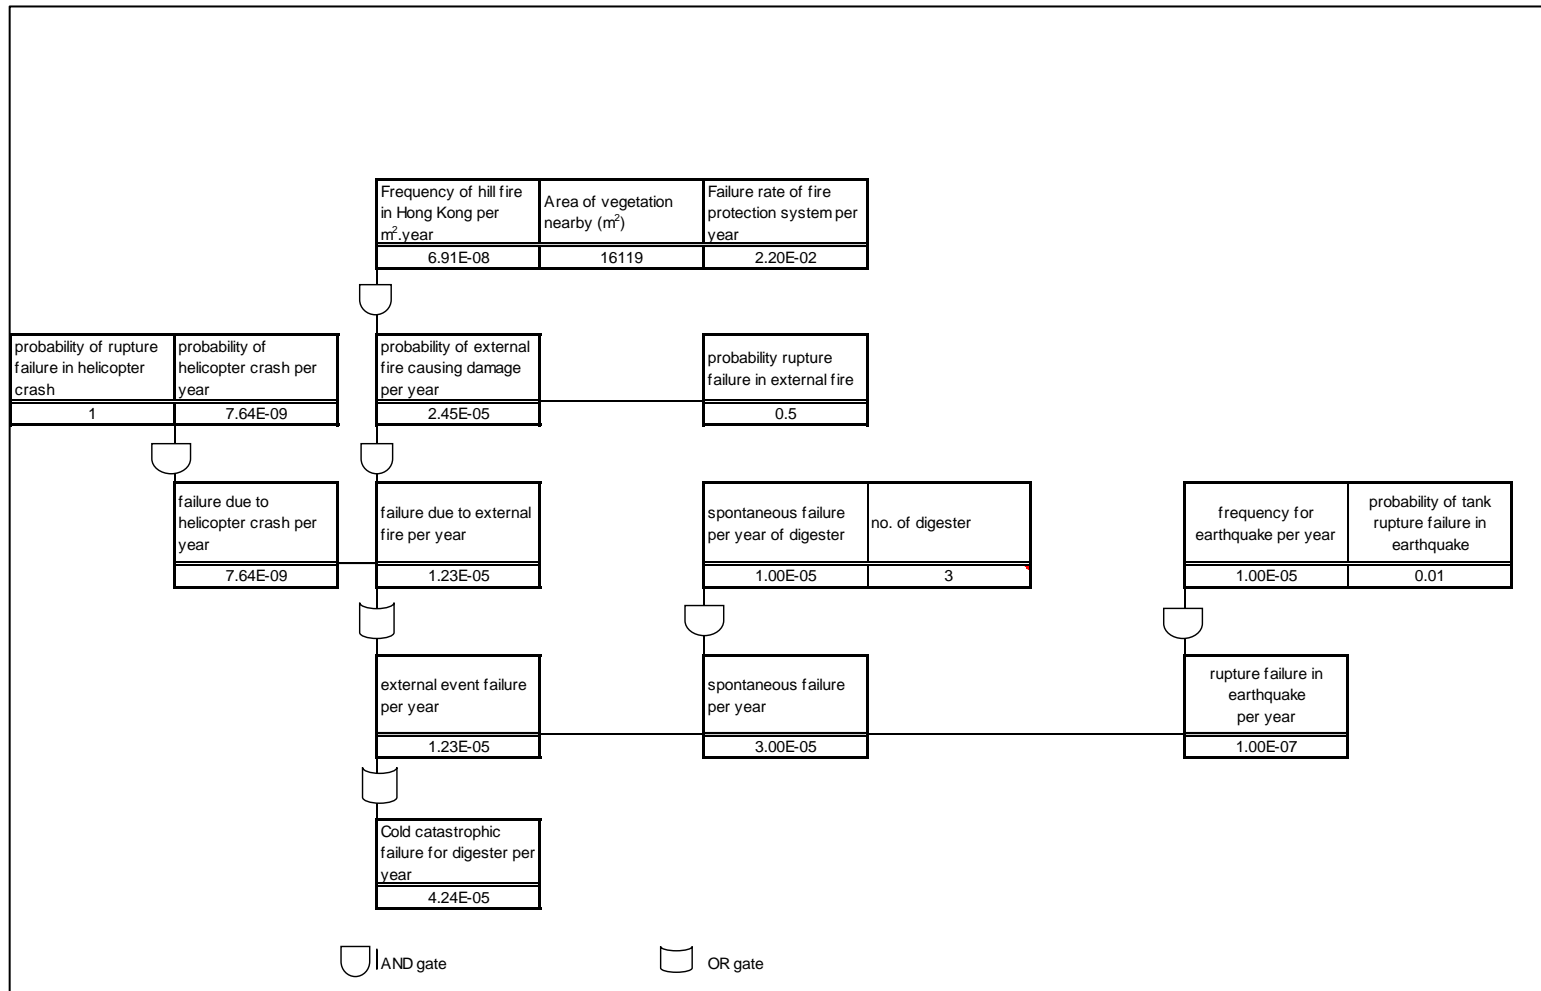 Frequency of hill fire
in Hong Kong per
m².year
Area of vegetation
nearby (m²)
Failure rate of fire
protection system per
year
6.91E-08
16119
2.20E-02
probability of rupture
failure in helicopter
crash
probability of
helicopter crash per
year
1
7.64E-09
probability of external
fire causing damage
per year
2.45E-05
probability rupture
failure in external fire
0.5
failure due to
helicopter crash per
year
7.64E-09
failure due to external
fire per year
1.23E-05
spontaneous failure
per year of digester
no. of digester
1.00E-05
3
frequency for
earthquake per year
probability of tank
rupture failure in
earthquake
1.00E-05
0.01
external event failure
per year
1.23E-05
spontaneous failure
per year
3.00E-05
rupture failure in
earthquake
per year
1.00E-07
Cold catastrophic
failure for digester per
year
4.24E-05
AND gate
OR gate